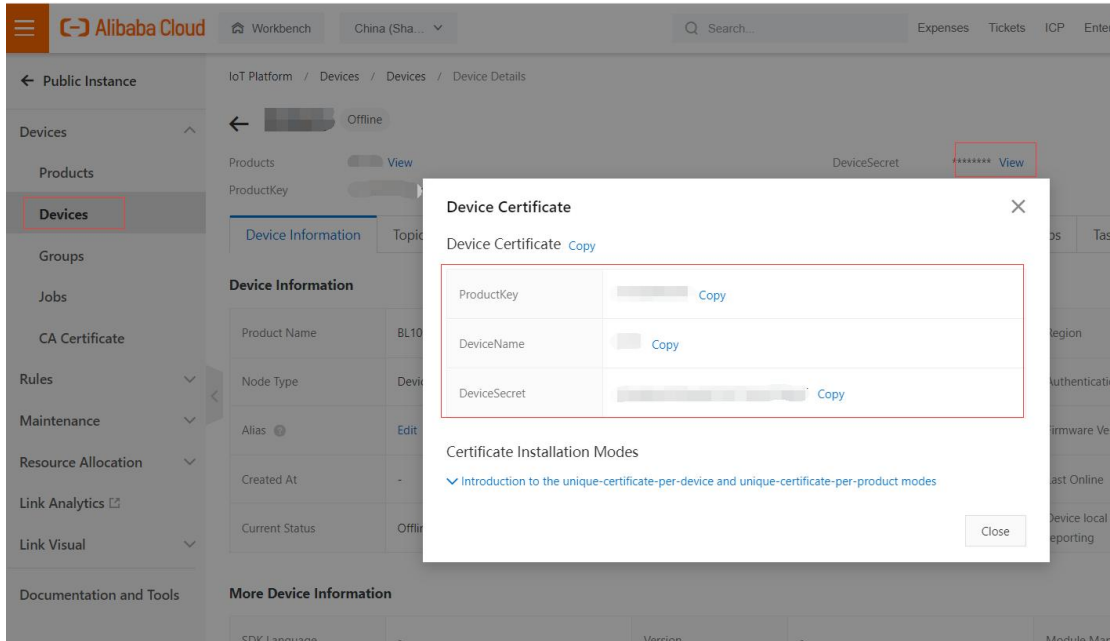 Alibaba Cloud Workbench China (Sha... Search... Expenses Tickets ICP Enter
Public Instance
IoT Platform / Devices / Devices / Device Details
Devices
Offline
Products View DeviceSecret ******** View
Products
ProductKey
Devices
Device Information Topic
Groups
Device Information
Jobs
Product Name BL10 Region
CA Certificate
Rules
Node Type Devic Authenticati
Maintenance
Alias Edit Firmware Ve
Resource Allocation
Created At - Last Online
Link Analytics
Current Status Offlin Device local
reporting
Link Visual
Documentation and Tools
More Device Information
SDK Language - Version - Module Man
Device Certificate
Device Certificate Copy
ProductKey Copy
DeviceName Copy
DeviceSecret Copy
Certificate Installation Modes
Introduction to the unique-certificate-per-device and unique-certificate-per-product modes
Close